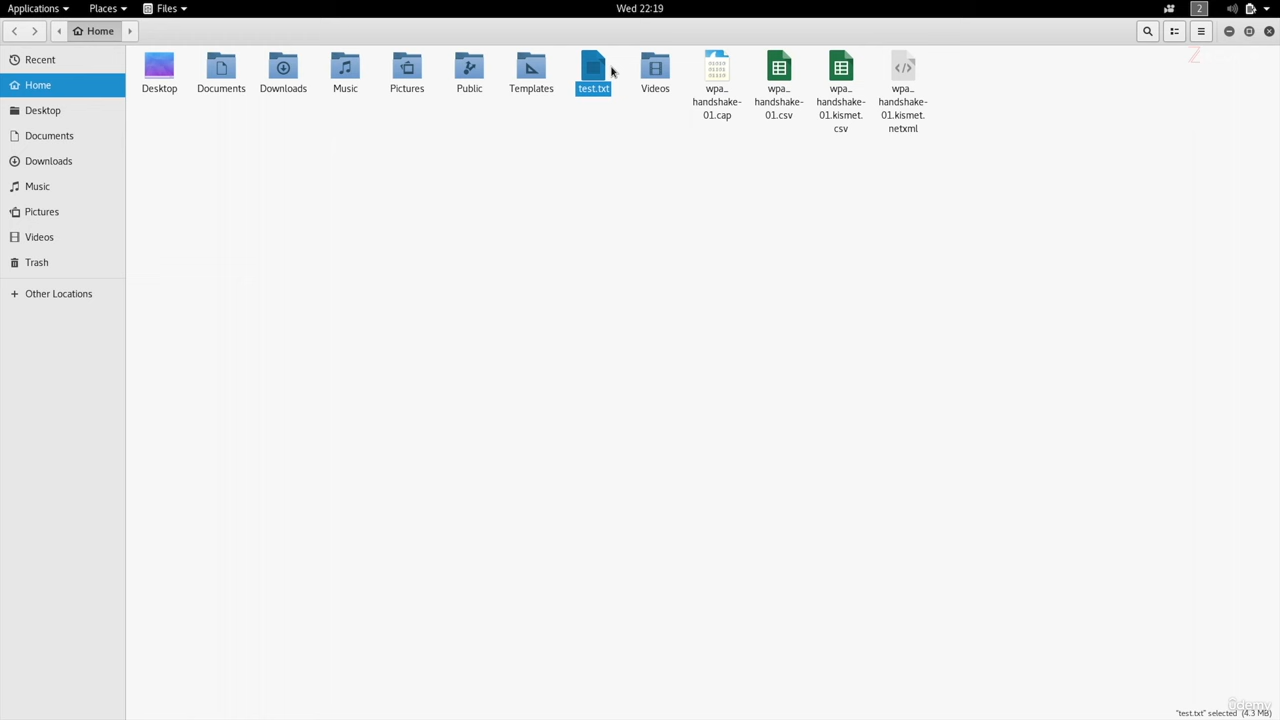 Applications Places Files Wed 22:19 2
Home
Recent
Home
Desktop
Documents
Downloads
Music
Pictures
Videos
Trash
Other Locations
Desktop Documents Downloads Music Pictures Public Templates test.txt Videos
wpa_
handshake-
01.cap
wpa_
handshake-
01.csv
wpa_
handshake-
01.kismet.
csv
wpa_
handshake-
01.kismet.
netxml
Z
ûdemy
"test.txt" selected (4.3 MB)